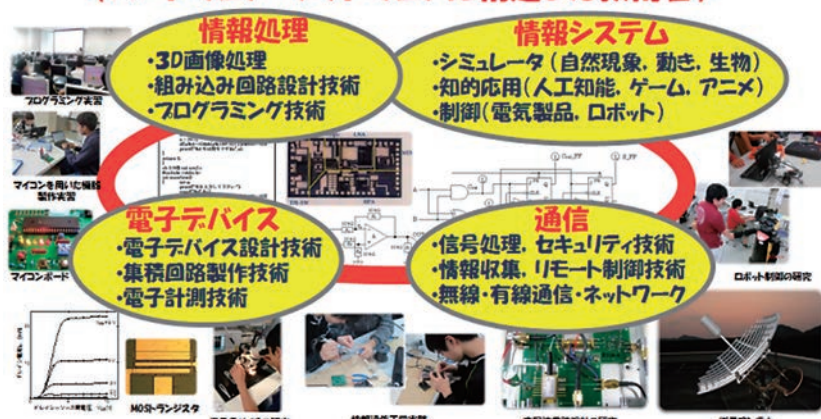 情報処理
・3D画像処理
・組み込み回路設計技術
・プログラミング技術
情報システム
・シミュレータ(自然現象, 動き, 生物)
・知的応用(人工知能, ゲーム, アニメ)
・制御(電気製品, ロボット)
プログラミング実習
マイコンを用いた機器
製作実習
電子デバイス
・電子デバイス設計技術
・集積回路製作技術
・電子計測技術
通信
・信号処理, セキュリティ技術
・情報収集, リモート制御技術
・無線・有線通信・ネットワーク
マイコンボード
ロボット制御の研究
MOSトランジスタ